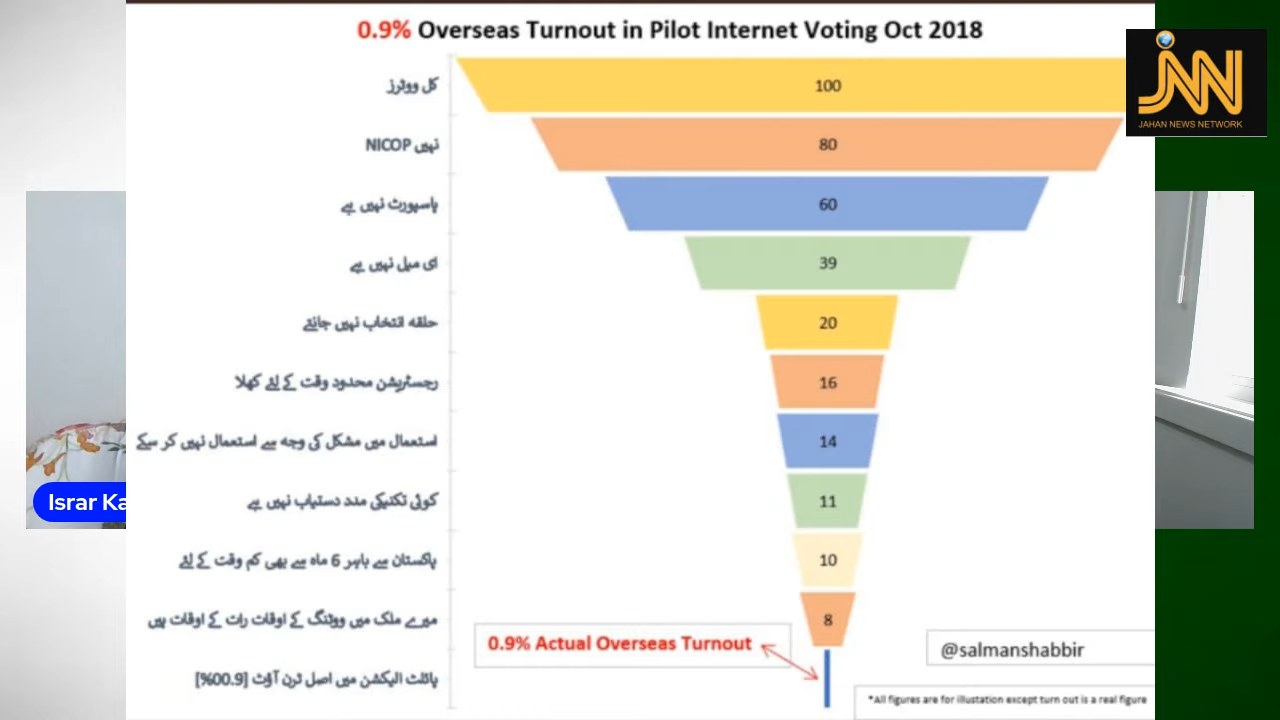 0.9% Overseas Turnout in Pilot Internet Voting Oct 2018
JNN
JAHAN NEWS NETWORK
کل ووٹرز
100
نہیں NICOP
80
پاسپورٹ نہیں ہے
60
ای میل نہیں ہے
39
حلقہ انتخاب نہیں جانتے
20
رجسٹریشن محدود وقت کے لئے کھلا
16
استعمال میں مشکل کی وجہ سے استعمال نہیں کر سکے
14
کوئی تکنیکی مدد دستیاب نہیں ہے
11
پاکستان سے باہر 6 ماہ سے بھی کم وقت کے لئے
10
میرے ملک میں ووٹنگ کے اوقات رات کے اوقات ہیں
8
0.9% Actual Overseas Turnout
@salmanshabbir
پائلٹ الیکشن میں اصل ٹرن آؤٹ [00.9%]
*All figures are for illustation except turn out is a real figure
Israr Ka